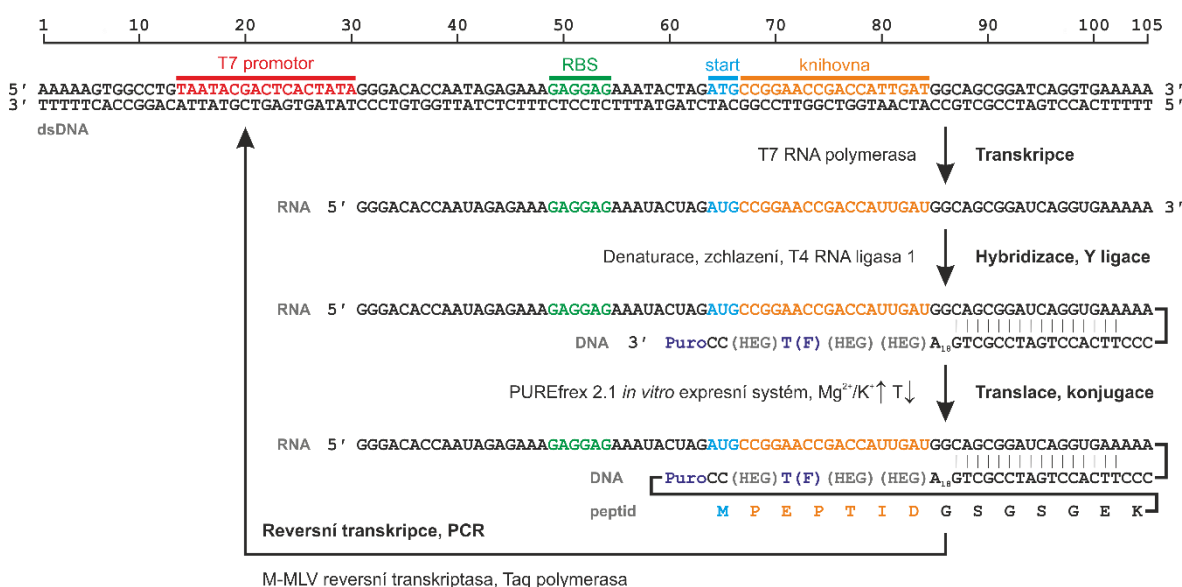 1 10 20 30 40 50 60 70 80 90 100 105
T7 promotor RBS start knihovna
5′ AAAAAGTGGCCTGTAATACGACTCACTATAGGGACACCAATAGAGAAAGAGGAGAAATACTAGATGCCGGAACCGACCATTGATGGCAGCGGATCAGGTGAAAAA 3′
3′ TTTTTCACCGGACATTATGCTGAGTGATATCCCTGTGGTTATCTCTTTCTCCTCTTTATGATCTACGGCCTTGGCTGGTAACTACCGTCGCCTAGTCCACTTTTT 5′
dsDNA
T7 RNA polymerasa Transkripce
RNA 5′ GGGACACCAAUAGAGAAAGAGGAGAAAUACUAGAUGCCGGAACCGACCAUUGAUGGCAGCGGAUCAGGUGAAAAA 3′
Denaturace, zchlazení, T4 RNA ligasa 1 Hybridizace, Y ligace
RNA 5′ GGGACACCAAUAGAGAAAGAGGAGAAAUACUAGAUGCCGGAACCGACCAUUGAUGGCAGCGGAUCAGGUGAAAAA
DNA 3′ PuroCC(HEG)T(F)(HEG)(HEG)A₁₈GTCGCCTAGTCCACTTCCC
PUREfrex 2.1 in vitro expresní systém, Mg²⁺/K⁺↑ T↓ Translace, konjugace
RNA 5′ GGGACACCAAUAGAGAAAGAGGAGAAAUACUAGAUGCCGGAACCGACCAUUGAUGGCAGCGGAUCAGGUGAAAAA
DNA PuroCC(HEG)T(F)(HEG)(HEG)A₁₈GTCGCCTAGTCCACTTCCC
peptid M P E P T I D G S G S G E K
Reversní transkripce, PCR
M-MLV reversní transkriptasa, Taq polymerasa